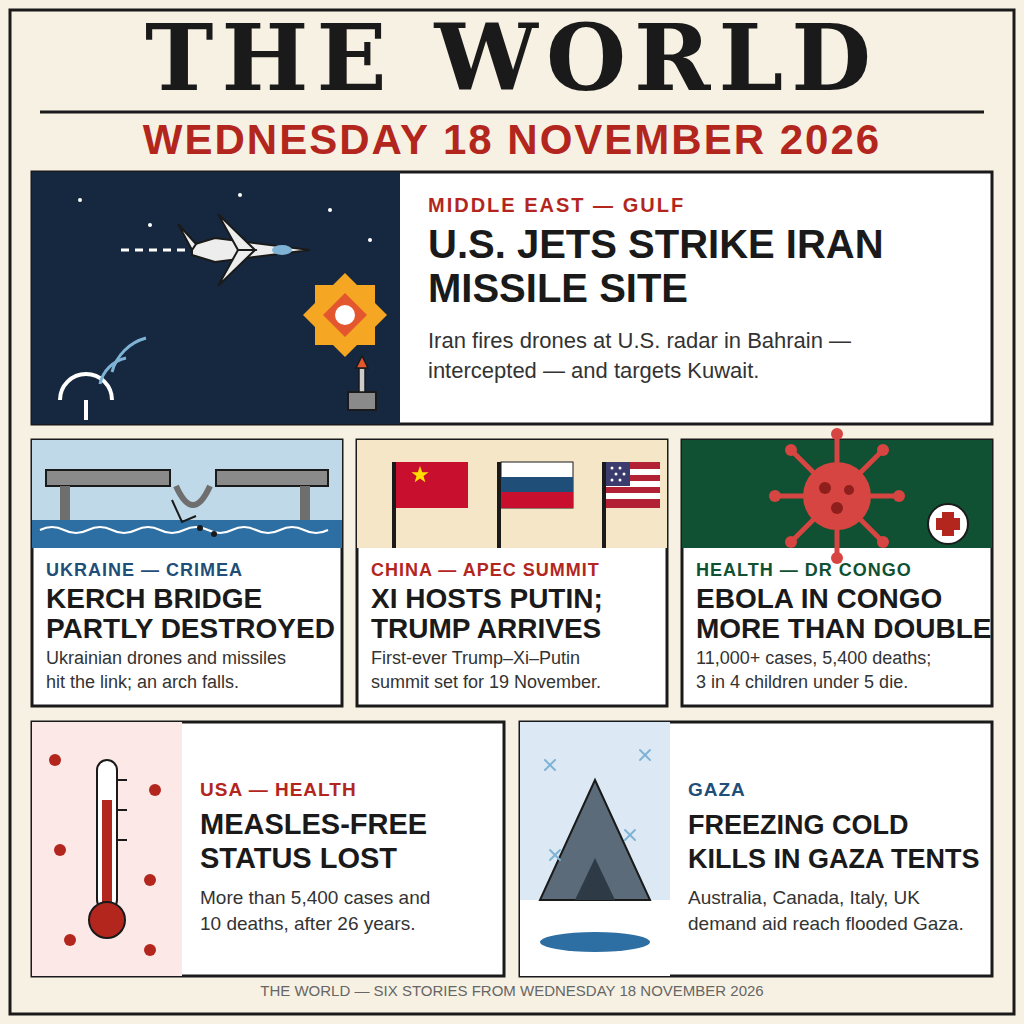 THE WORLD
WEDNESDAY 18 NOVEMBER 2026
MIDDLE EAST — GULF
U.S. JETS STRIKE IRAN
MISSILE SITE
Iran fires drones at U.S. radar in Bahrain —
intercepted — and targets Kuwait.
UKRAINE — CRIMEA
KERCH BRIDGE
PARTLY DESTROYED
Ukrainian drones and missiles
hit the link; an arch falls.
CHINA — APEC SUMMIT
XI HOSTS PUTIN;
TRUMP ARRIVES
First-ever Trump–Xi–Putin
summit set for 19 November.
HEALTH — DR CONGO
EBOLA IN CONGO
MORE THAN DOUBLE
11,000+ cases, 5,400 deaths;
3 in 4 children under 5 die.
USA — HEALTH
MEASLES-FREE
STATUS LOST
More than 5,400 cases and
10 deaths, after 26 years.
GAZA
FREEZING COLD
KILLS IN GAZA TENTS
Australia, Canada, Italy, UK
demand aid reach flooded Gaza.
THE WORLD — SIX STORIES FROM WEDNESDAY 18 NOVEMBER 2026